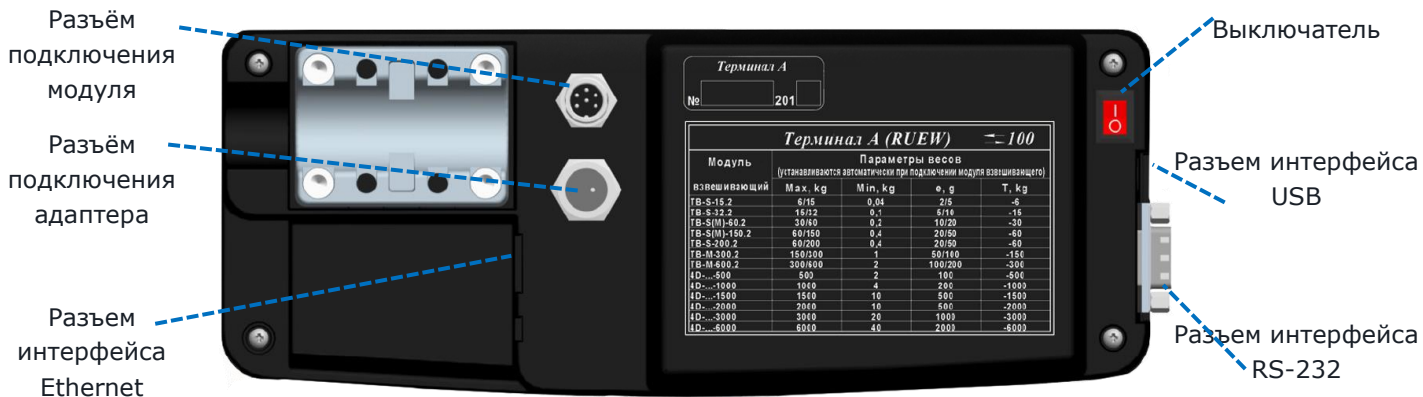 Разъём
подключения
модуля
Разъём
подключения
адаптера
Разъем
интерфейса
Ethernet
Терминал А
№ 201
Терминал А (RUEW) 100
Модуль
взвешивающий
Параметры весов
(устанавливаются автоматически при подключении модуля взвешивающего)
Max, kg Min, kg e, g T, kg
TB-S-15.2 6/15 0,04 2/5 -6
TB-S-32.2 15/32 0,1 5/10 -15
TB-S(M)-60.2 30/60 0,2 10/20 -30
TB-S(M)-150.2 60/150 0,4 20/50 -60
TB-S-200.2 60/200 0,4 20/50 -60
TB-M-300.2 150/300 1 50/100 -150
TB-M-600.2 300/600 2 100/200 -300
4D-...-500 500 2 100 -500
4D-...-1000 1000 4 200 -1000
4D-...-1500 1500 10 500 -1500
4D-...-2000 2000 10 500 -2000
4D-...-3000 3000 20 1000 -3000
4D-...-6000 6000 40 2000 -6000
Выключатель
Разъем интерфейса
USB
Разъем интерфейса
RS-232